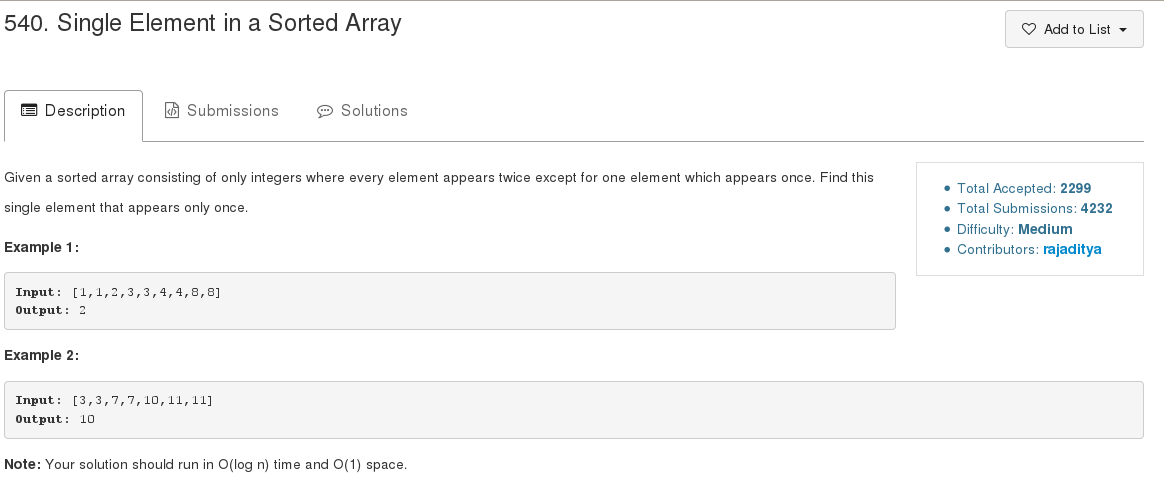 540. Single Element in a Sorted Array
Add to List
Description
Submissions
Solutions
Given a sorted array consisting of only integers where every element appears twice except for one element which appears once. Find this
single element that appears only once.
Total Accepted: 2299
Total Submissions: 4232
Difficulty: Medium
Contributors: rajaditya
Example 1:
Input: [1,1,2,3,3,4,4,8,8]
Output: 2
Example 2:
Input: [3,3,7,7,10,11,11]
Output: 10
Note: Your solution should run in O(log n) time and O(1) space.